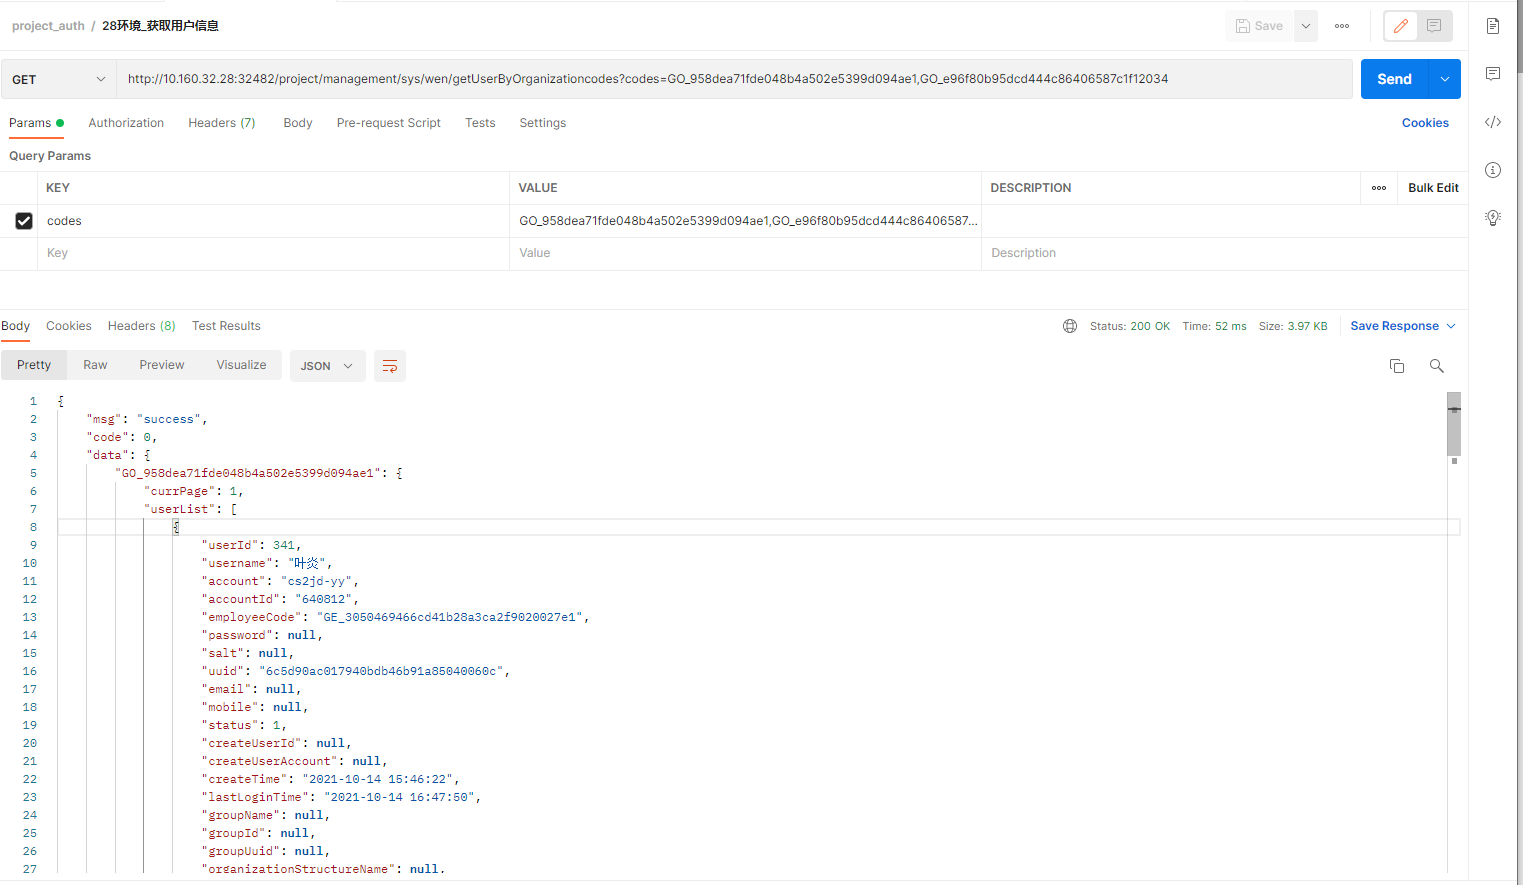 project_auth / 28环境_获取用户信息
Save
GET
http://10.160.32.28:32482/project/management/sys/wen/getUserByOrganizationcodes?codes=GO_958dea71fde048b4a502e5399d094ae1,GO_e96f80b95dcd444c86406587c1f12034
Send
Params Authorization Headers (7) Body Pre-request Script Tests Settings Cookies
Query Params
KEY VALUE DESCRIPTION Bulk Edit
codes GO_958dea71fde048b4a502e5399d094ae1,GO_e96f80b95dcd444c86406587...
Key Value Description
Body Cookies Headers (8) Test Results Status: 200 OK Time: 52 ms Size: 3.97 KB Save Response
Pretty Raw Preview Visualize JSON
1 {
2 "msg": "success",
3 "code": 0,
4 "data": {
5 "GO_958dea71fde048b4a502e5399d094ae1": {
6 "currPage": 1,
7 "userList": [
8 {
9 "userId": 341,
10 "username": "叶炎",
11 "account": "cs2jd-yy",
12 "accountId": "640812",
13 "employeeCode": "GE_3050469466cd41b28a3ca2f9020027e1",
14 "password": null,
15 "salt": null,
16 "uuid": "6c5d90ac017940bdb46b91a85040060c",
17 "email": null,
18 "mobile": null,
19 "status": 1,
20 "createUserId": null,
21 "createUserAccount": null,
22 "createTime": "2021-10-14 15:46:22",
23 "lastLoginTime": "2021-10-14 16:47:50",
24 "groupName": null,
25 "groupId": null,
26 "groupUuid": null,
27 "organizationStructureName": null,